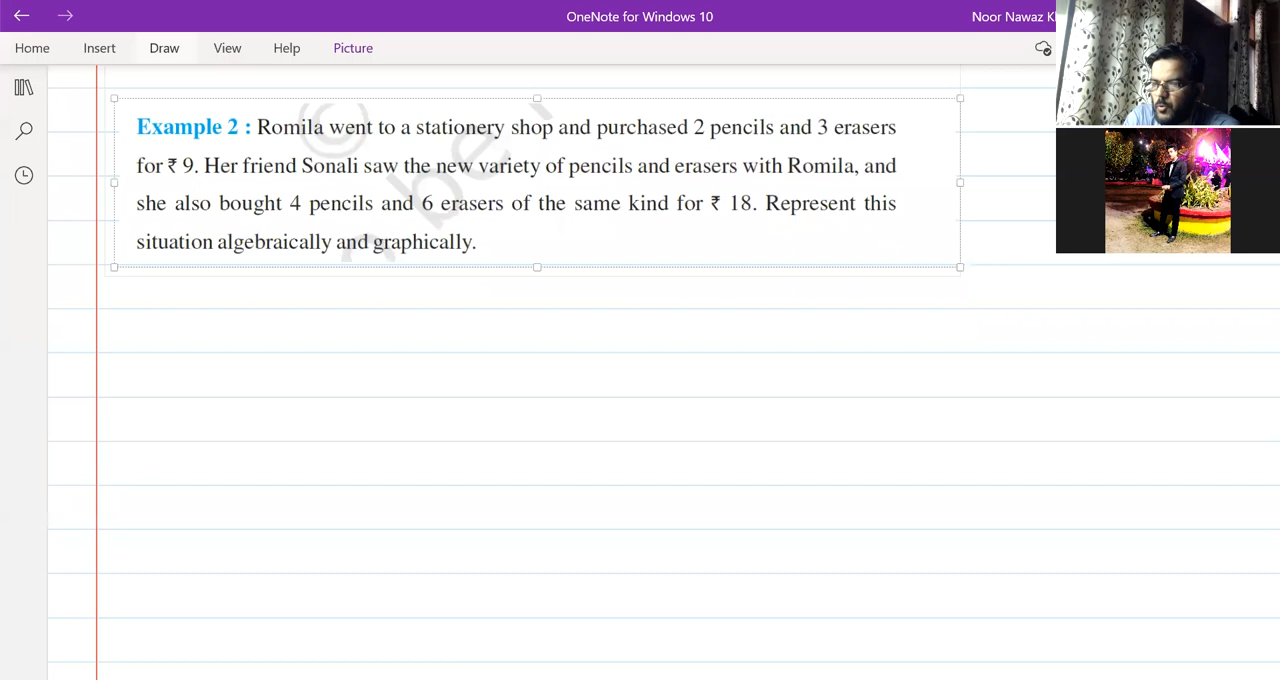 OneNote for Windows 10
Noor Nawaz
Home Insert Draw View Help Picture
Example 2 : Romila went to a stationery shop and purchased 2 pencils and 3 erasers
for ₹ 9. Her friend Sonali saw the new variety of pencils and erasers with Romila, and
she also bought 4 pencils and 6 erasers of the same kind for ₹ 18. Represent this
situation algebraically and graphically.